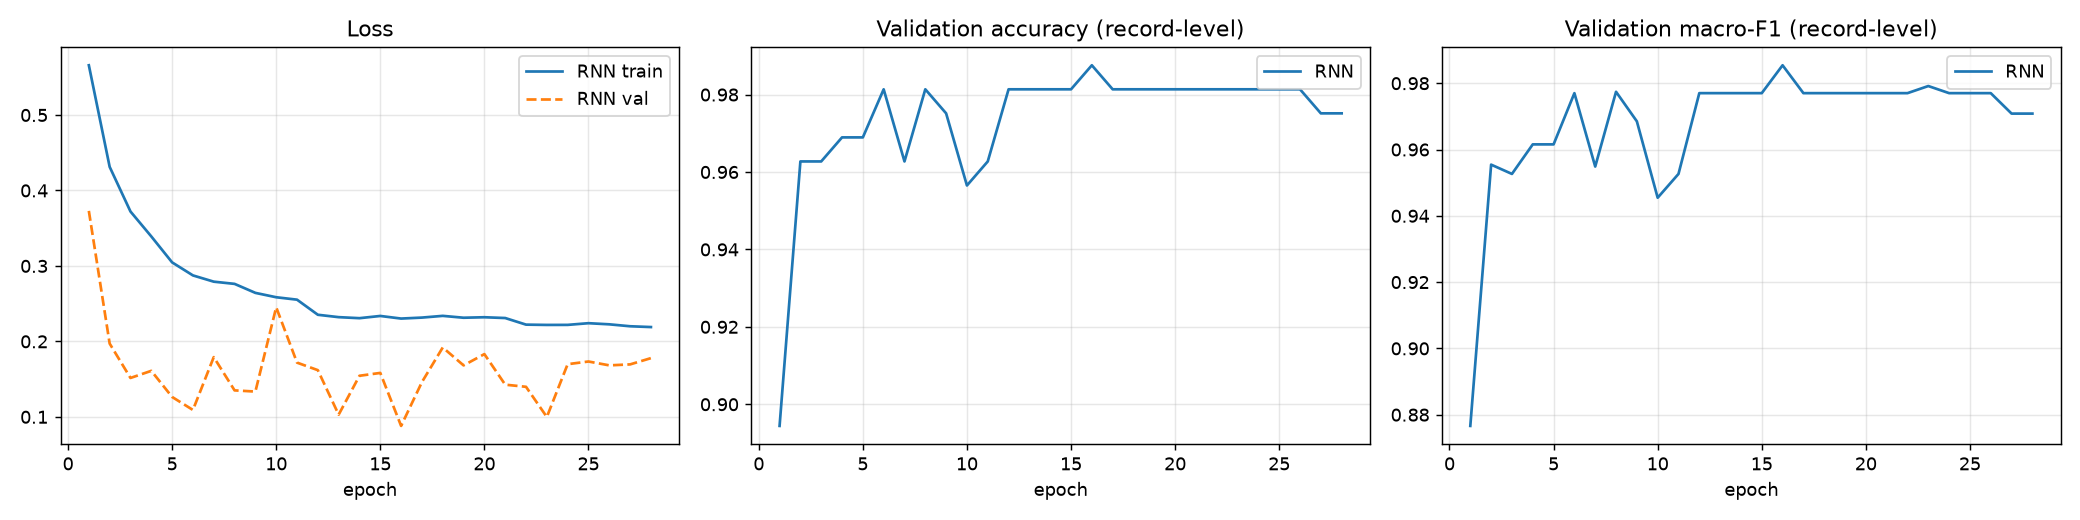 Loss
RNN train
RNN val
0.5
0.4
0.3
0.2
0.1
0 5 10 15 20 25
epoch
Validation accuracy (record-level)
RNN
0.98
0.96
0.94
0.92
0.90
0 5 10 15 20 25
epoch
Validation macro-F1 (record-level)
RNN
0.98
0.96
0.94
0.92
0.90
0.88
0 5 10 15 20 25
epoch